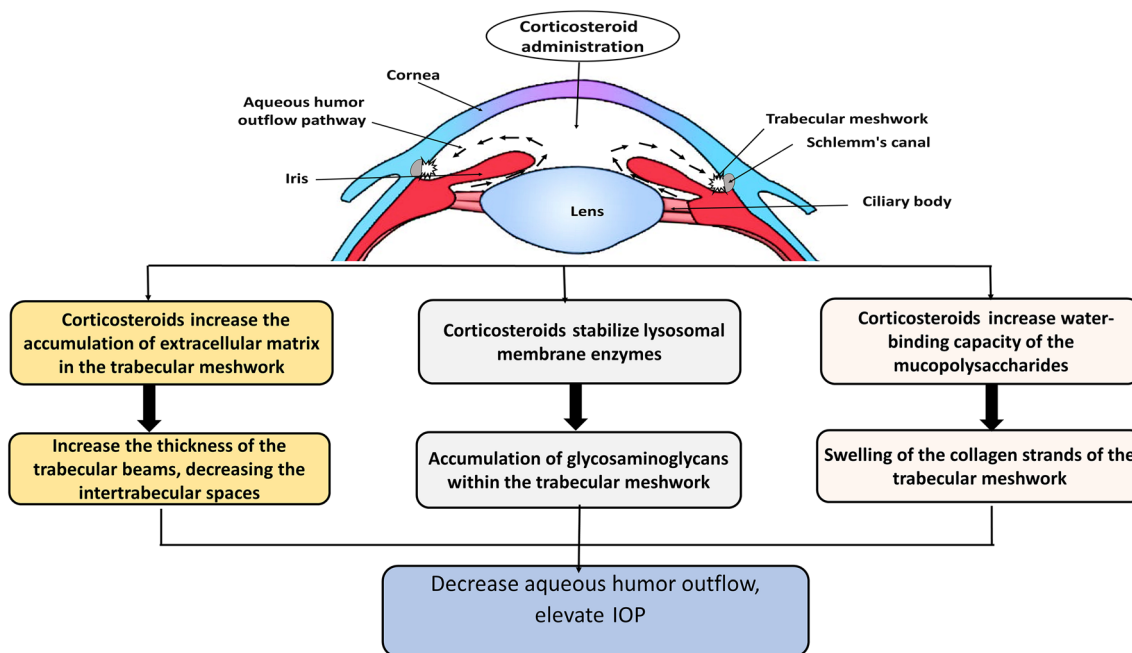 Corticosteroid
administration
Cornea
Aqueous humor
outflow pathway
Trabecular meshwork
Schlemm's canal
Iris
Lens
Ciliary body
Corticosteroids increase the
accumulation of extracellular matrix
in the trabecular meshwork
Corticosteroids stabilize lysosomal
membrane enzymes
Corticosteroids increase water-
binding capacity of the
mucopolysaccharides
Increase the thickness of the
trabecular beams, decreasing the
intertrabecular spaces
Accumulation of glycosaminoglycans
within the trabecular meshwork
Swelling of the collagen strands of the
trabecular meshwork
Decrease aqueous humor outflow,
elevate IOP